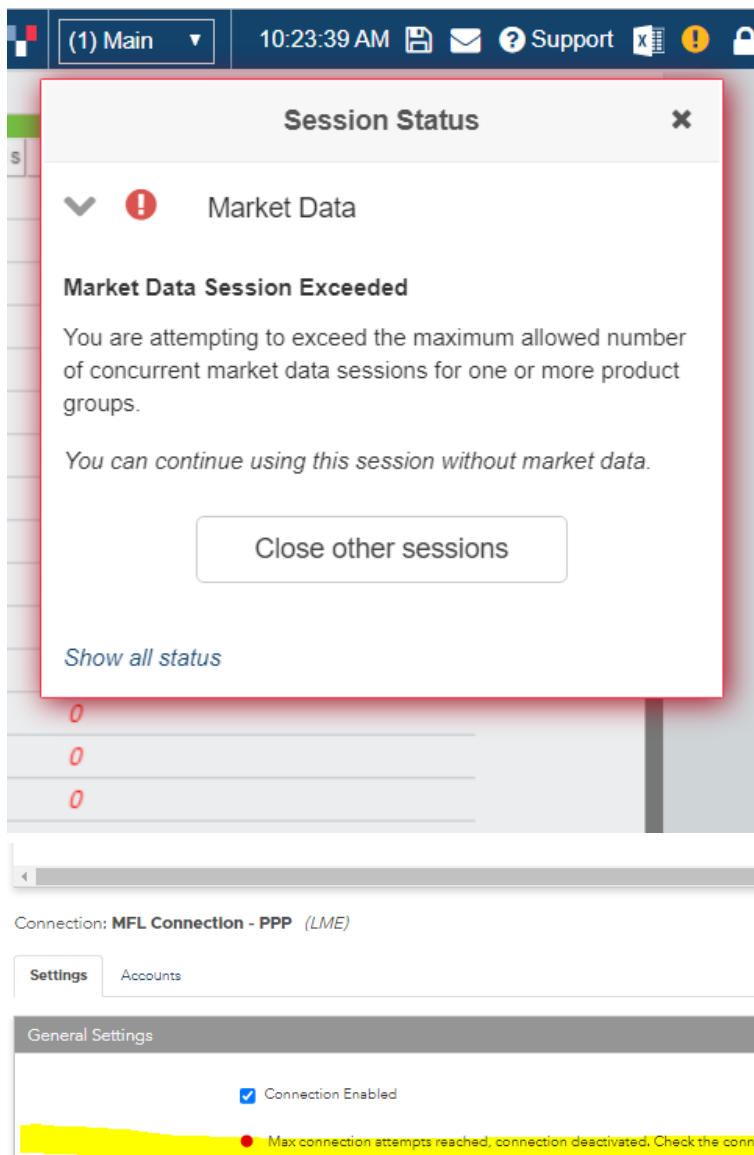 (1) Main ▼ 10:23:39 AM Support
Session Status ✖
S
Market Data
Market Data Session Exceeded
You are attempting to exceed the maximum allowed number
of concurrent market data sessions for one or more product
groups.
You can continue using this session without market data.
Close other sessions
Show all status
0
0
0
Connection: MFL Connection - PPP (LME)
Settings Accounts
General Settings
Connection Enabled
Max connection attempts reached, connection deactivated. Check the conn